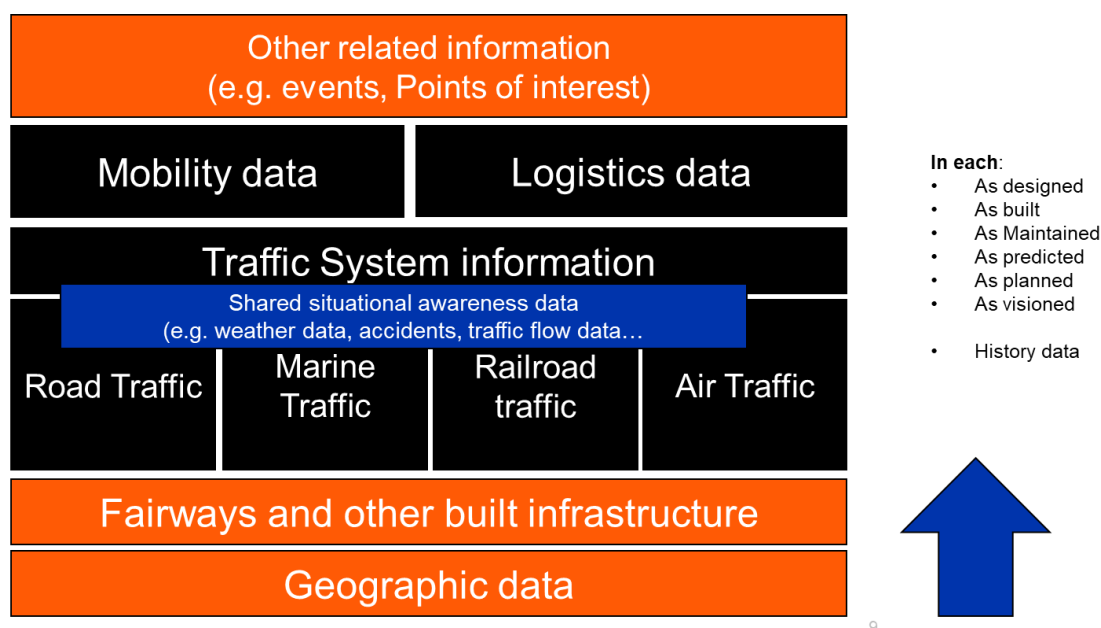 Other related information
(e.g. events, Points of interest)
Mobility data
Logistics data
Traffic System information
Shared situational awareness data
(e.g. weather data, accidents, traffic flow data…
Road Traffic
Marine
Traffic
Railroad
traffic
Air Traffic
Fairways and other built infrastructure
Geographic data
In each:
• As designed
• As built
• As Maintained
• As predicted
• As planned
• As visioned
• History data